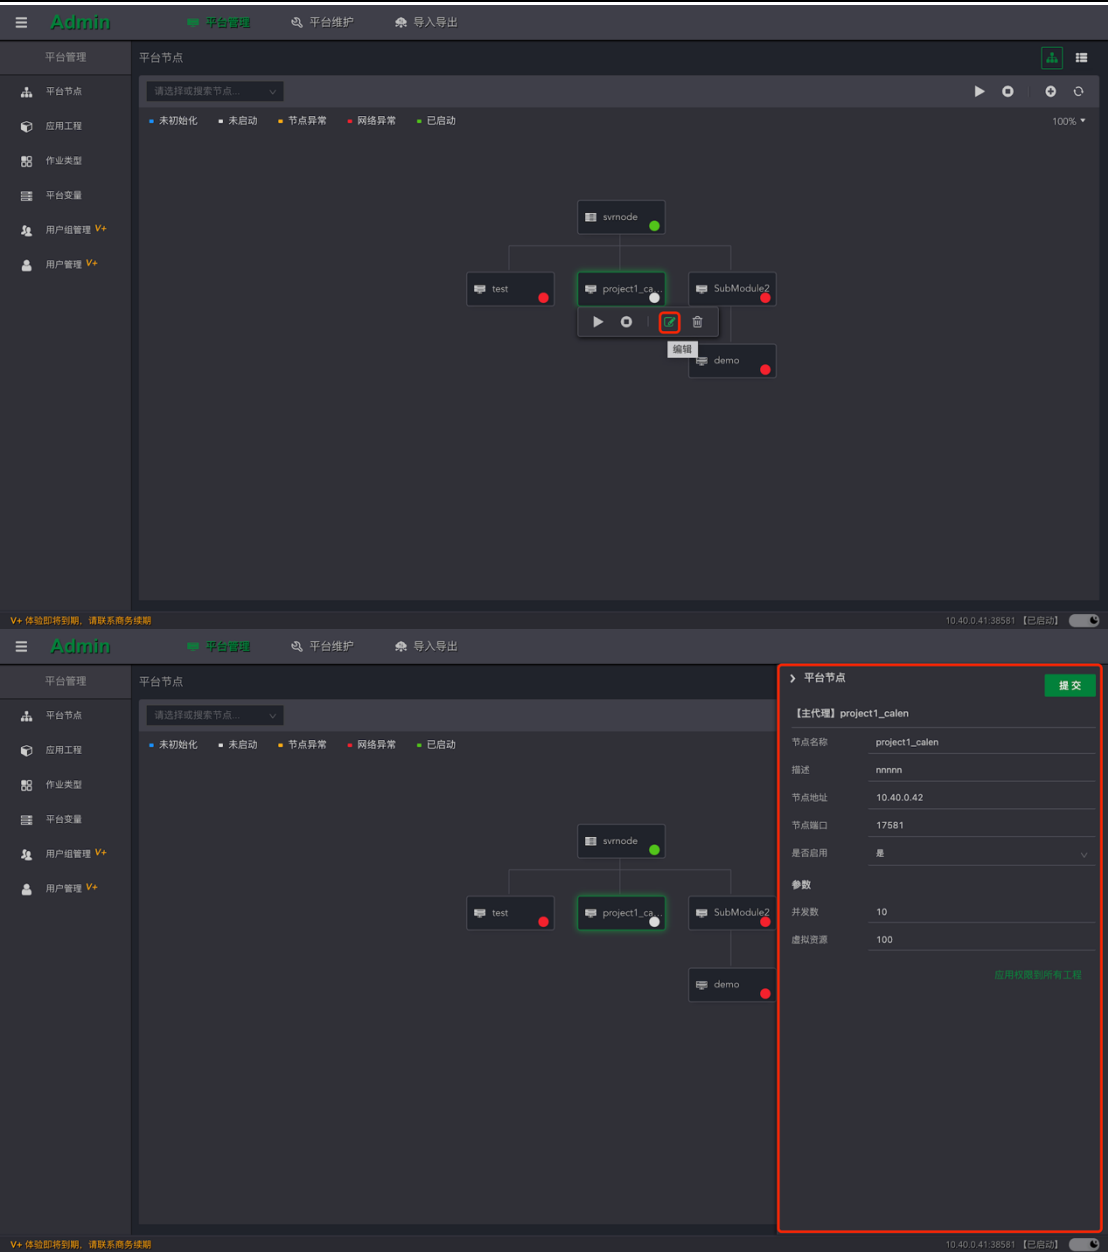 Admin 平台管理 平台维护 导入导出
平台管理 平台节点
平台节点 请选择或搜索节点...
应用工程 未初始化 未启动 节点异常 网络异常 已启动 100%
作业类型
平台变量
用户组管理 V+
用户管理 V+
svrnode
test project1_ca... SubModule2
编辑
demo
V+ 体验即将到期，请联系商务续期 10.40.0.41:38581 【已启动】
Admin 平台管理 平台维护 导入导出
平台管理 平台节点
平台节点 请选择或搜索节点...
应用工程 未初始化 未启动 节点异常 网络异常 已启动
作业类型
平台变量
用户组管理 V+
用户管理 V+
svrnode
test project1_ca... SubModule2
demo
平台节点 提 交
【主代理】project1_calen
节点名称 project1_calen
描述 nnnnn
节点地址 10.40.0.42
节点端口 17581
是否启用 是
参数
并发数 10
虚拟资源 100
应用权限到所有工程
V+ 体验即将到期，请联系商务续期 10.40.0.41:38581 【已启动】